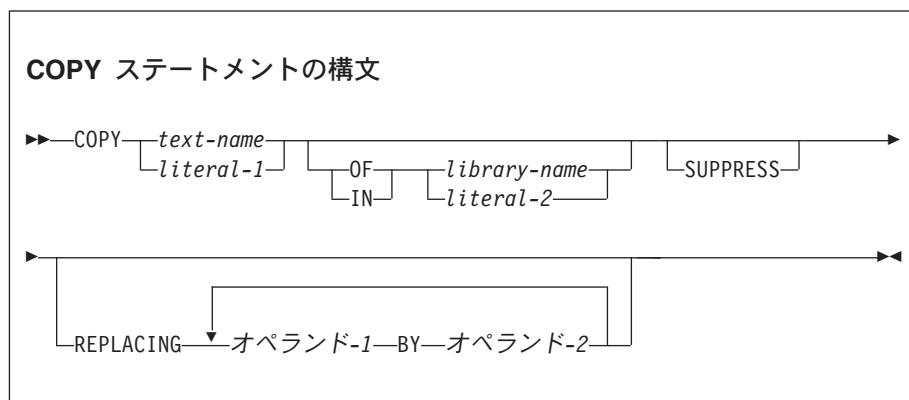 COPY ステートメントの構文
COPY text-name OF library-name SUPPRESS
literal-1 IN literal-2
REPLACING オペランド-1 BY オペランド-2